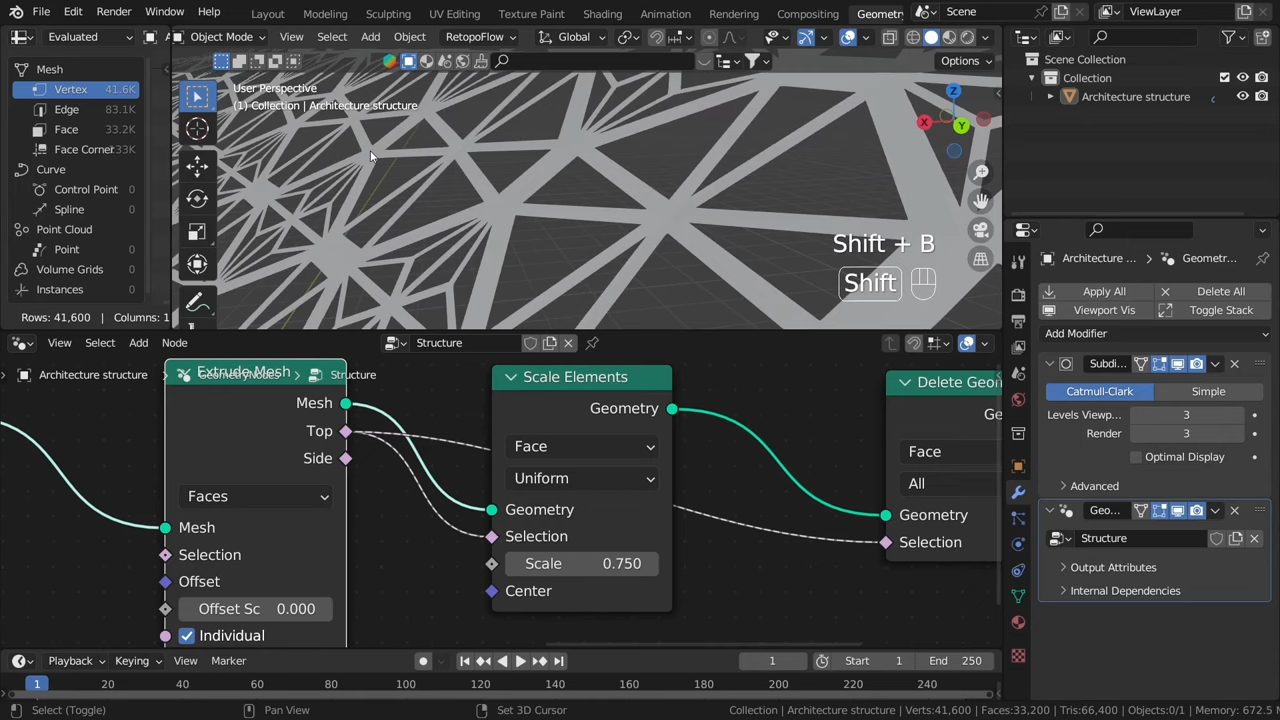 File Edit Render Window Help Layout Modeling Sculpting UV Editing Texture Paint Shading Animation Rendering Compositing Geometry Scene ViewLayer
Evaluated Object Mode View Select Add Object RetopoFlow Global
Mesh
Vertex 41.6K
Edge 83.1K
Face 33.2K
Face Corner 33K
Curve
Control Point 0
Spline 0
Point Cloud
Point 0
Volume Grids 0
Instances 0
Rows: 41,600 | Columns: 1
Options
User Perspective
(1) Collection | Architecture structure
Z
X
Y
Shift + B
Shift
Scene Collection
Collection
Architecture structure
Architecture ... Geometr...
Apply All Delete All
Viewport Vis Toggle Stack
Add Modifier
Subdi...
Catmull-Clark Simple
Levels Viewp... 3
Render 3
Optimal Display
Advanced
Geo...
Structure
Output Attributes
Internal Dependencies
View Select Add Node Structure
Architecture structure GeometryNodes Structure
Extrude Mesh
Mesh
Top
Side
Faces
Mesh
Selection
Offset
Offset Sc 0.000
Individual
Scale Elements
Geometry
Face
Uniform
Geometry
Selection
Scale 0.750
Center
Delete Geon
Geo
Face
All
Geometry
Selection
Playback Keying View Marker 1 Start 1 End 250
1 20 40 60 80 100 120 140 160 180 200 220 240
Select (Toggle) Pan View Set 3D Cursor Collection | Architecture structure | Verts:41,600 | Faces:33,200 | Tris:66,400 | Objects:0/1 | Memory: 672.5